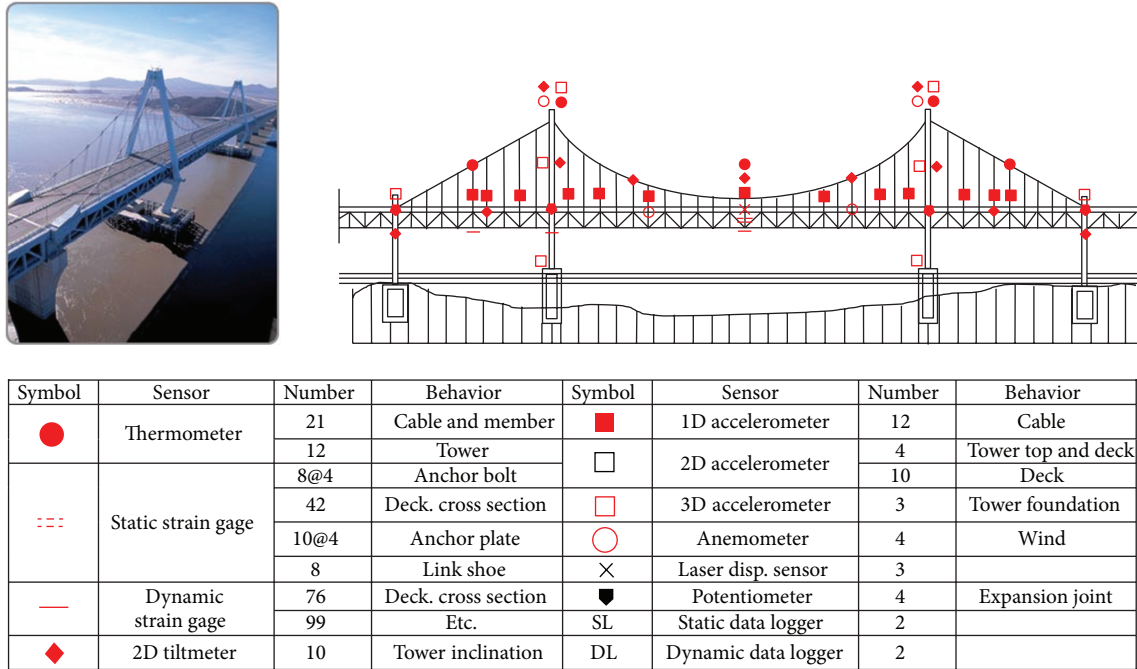 Symbol Sensor Number Behavior Symbol Sensor Number Behavior
Thermometer 21 Cable and member 1D accelerometer 12 Cable
12 Tower 2D accelerometer 4 Tower top and deck
8@4 Anchor bolt 10 Deck
Static strain gage 42 Deck. cross section 3D accelerometer 3 Tower foundation
10@4 Anchor plate Anemometer 4 Wind
8 Link shoe Laser disp. sensor 3
Dynamic 76 Deck. cross section Potentiometer 4 Expansion joint
strain gage 99 Etc. SL Static data logger 2
2D tiltmeter 10 Tower inclination DL Dynamic data logger 2